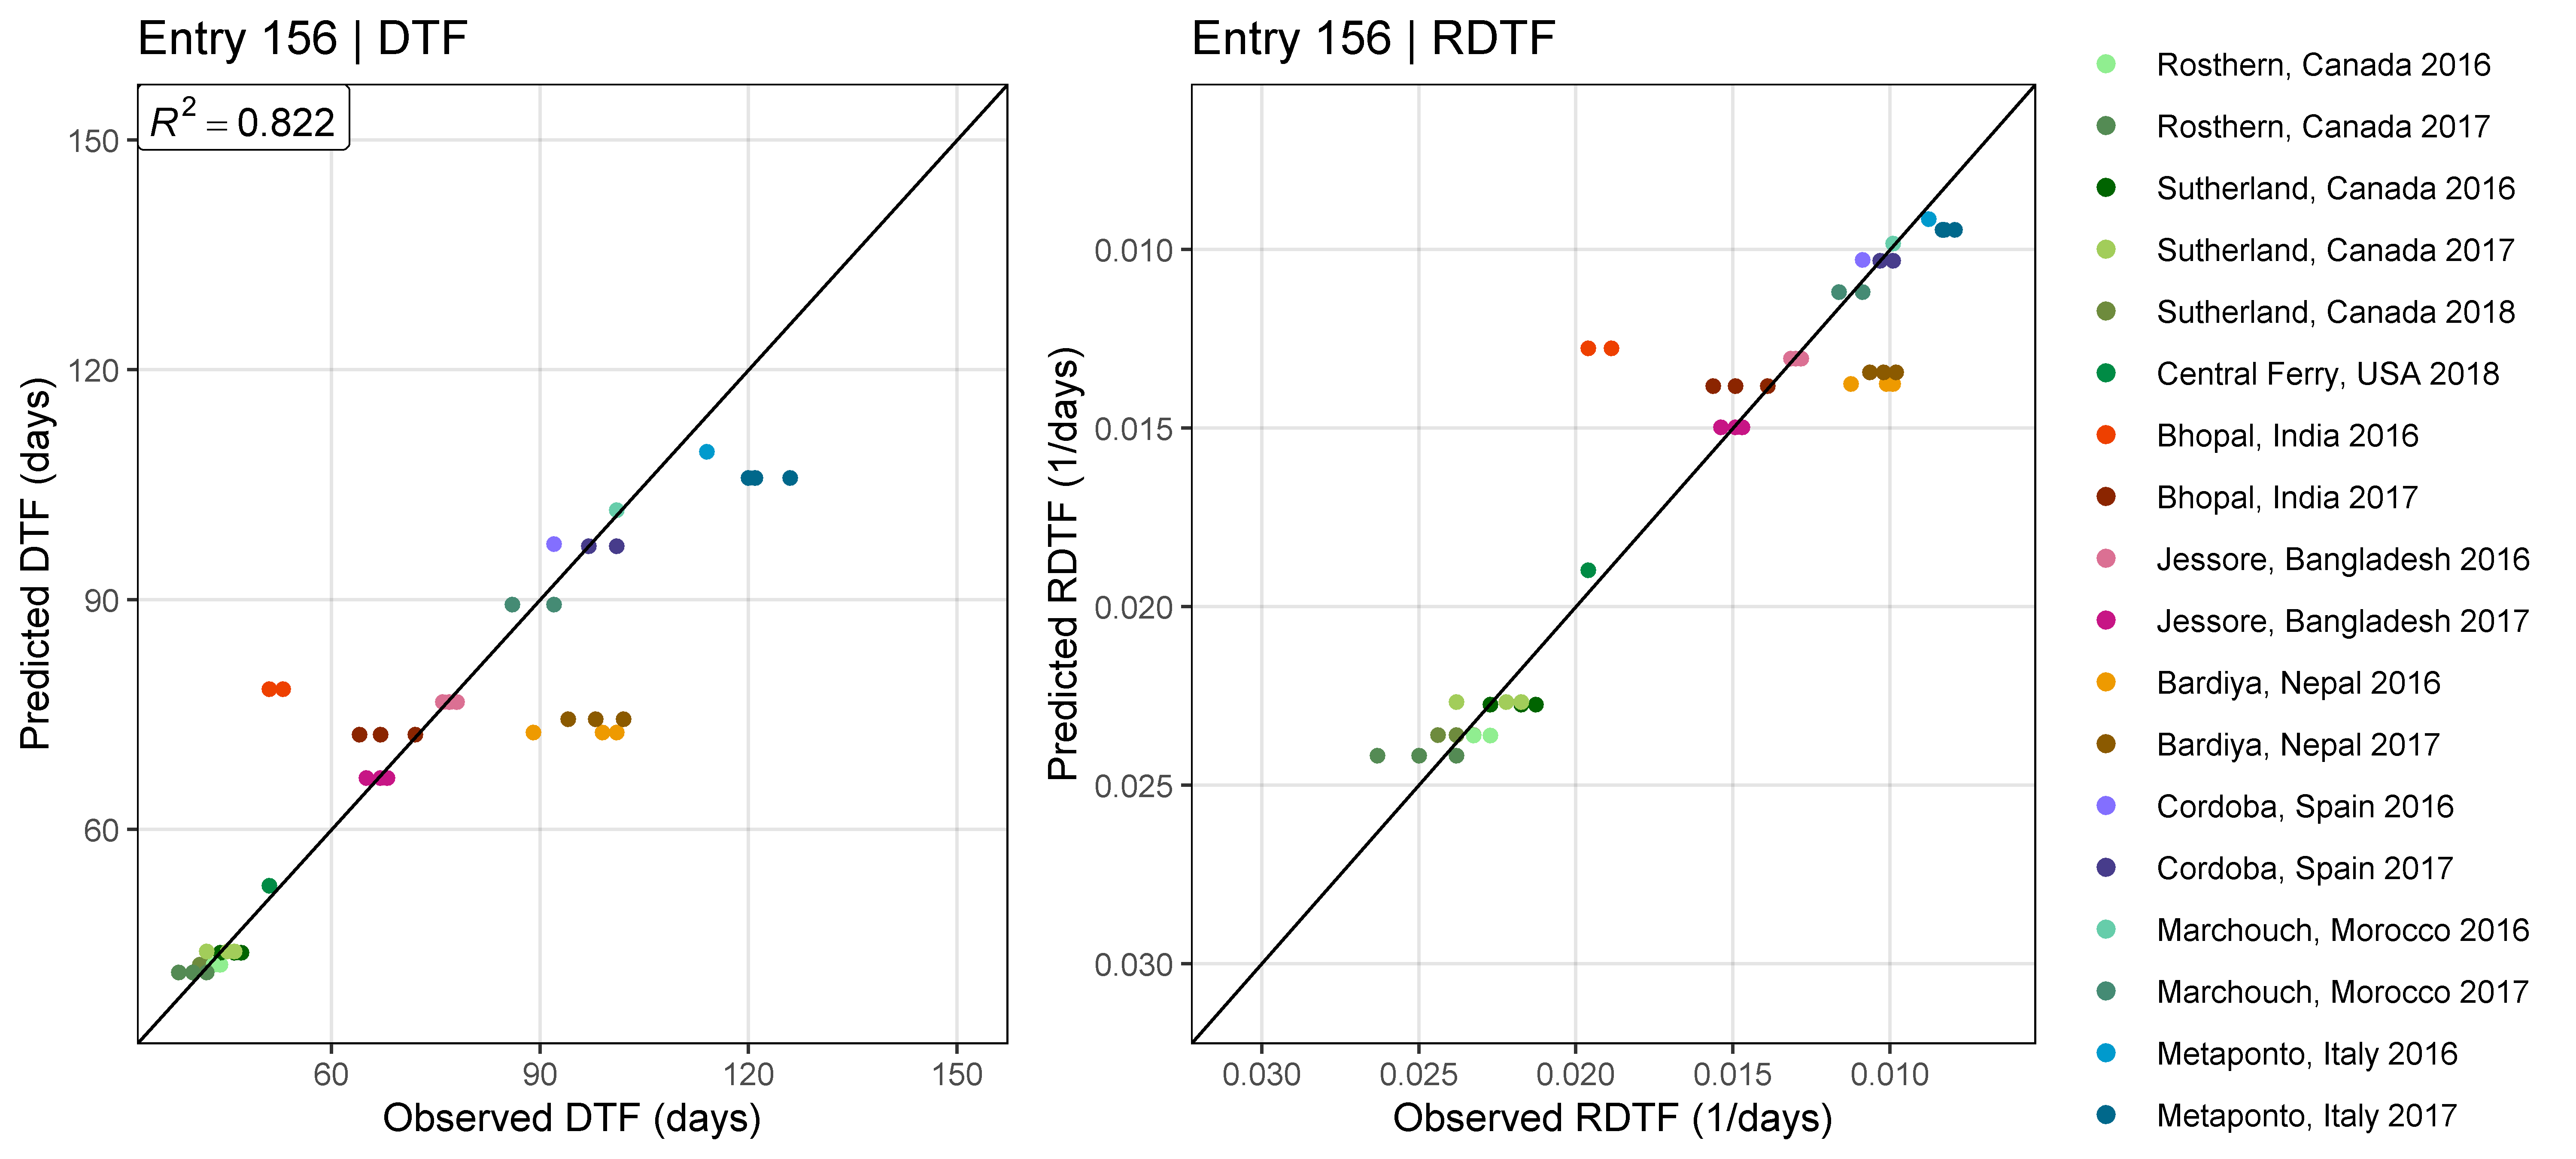 Entry 156 | DTF
R² = 0.822
150
120
90
60
Predicted DTF (days)
60 90 120 150
Observed DTF (days)
Entry 156 | RDTF
0.010
0.015
0.020
0.025
0.030
Predicted RDTF (1/days)
0.030 0.025 0.020 0.015 0.010
Observed RDTF (1/days)
Rosthern, Canada 2016
Rosthern, Canada 2017
Sutherland, Canada 2016
Sutherland, Canada 2017
Sutherland, Canada 2018
Central Ferry, USA 2018
Bhopal, India 2016
Bhopal, India 2017
Jessore, Bangladesh 2016
Jessore, Bangladesh 2017
Bardiya, Nepal 2016
Bardiya, Nepal 2017
Cordoba, Spain 2016
Cordoba, Spain 2017
Marchouch, Morocco 2016
Marchouch, Morocco 2017
Metaponto, Italy 2016
Metaponto, Italy 2017